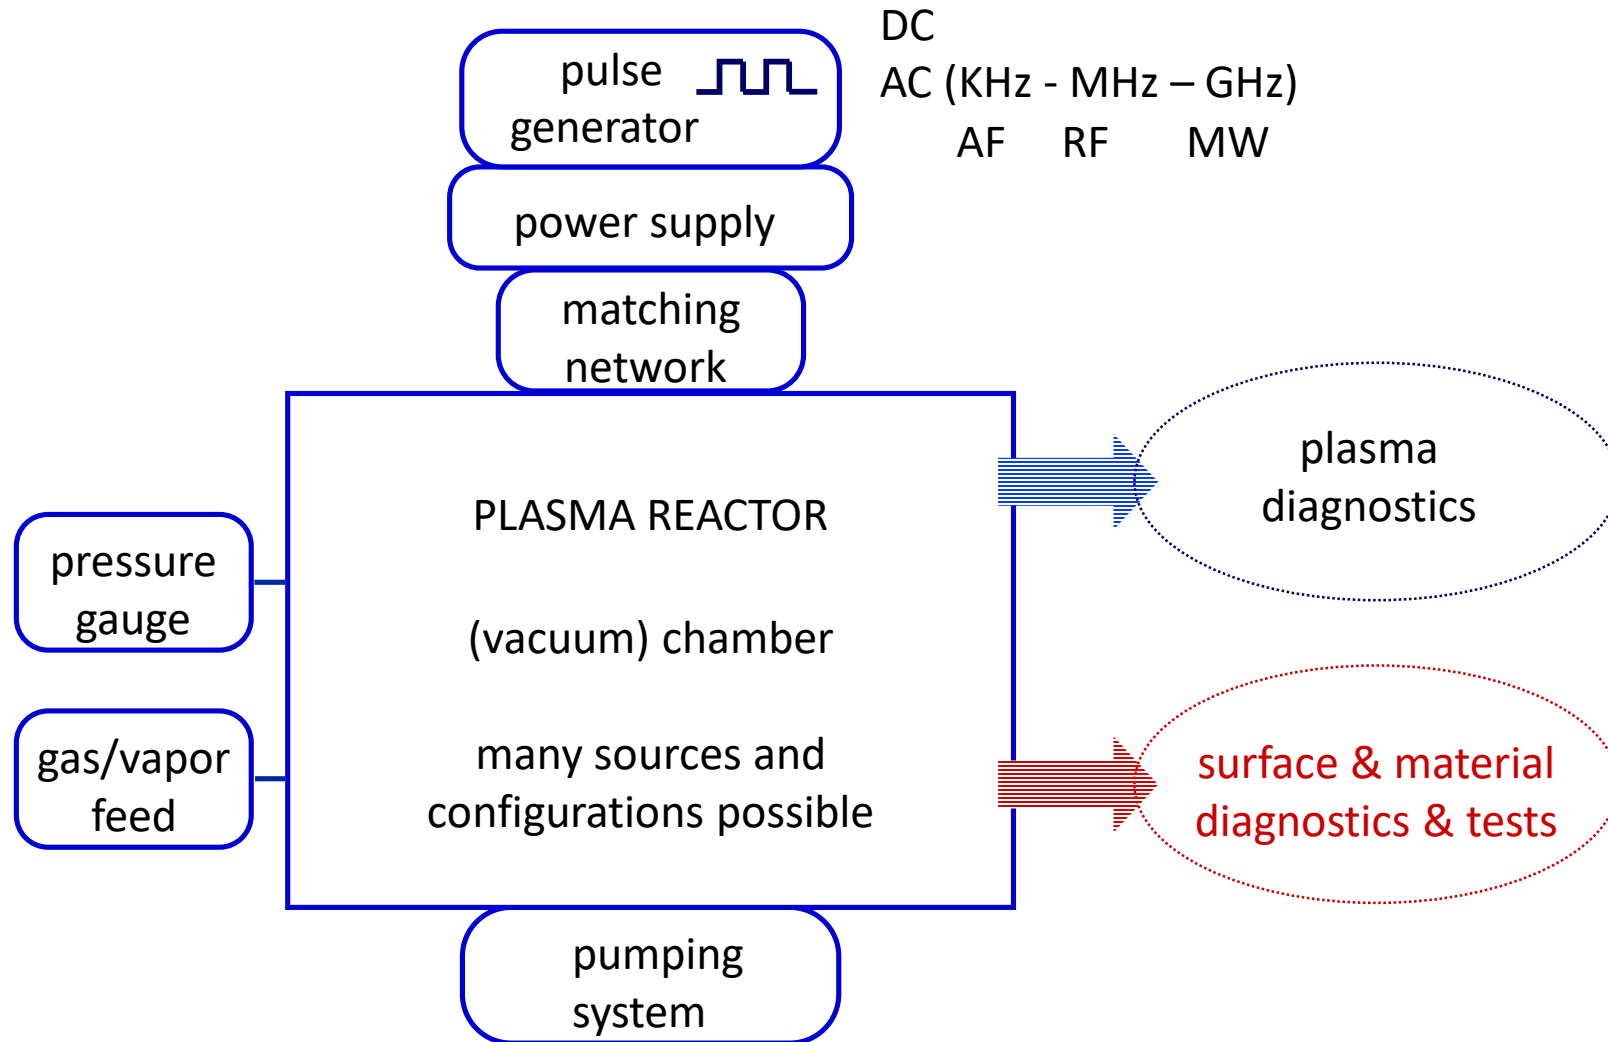 pulse
generator
DC
AC (KHz - MHz – GHz)
AF RF MW
power supply
matching
network
PLASMA REACTOR
(vacuum) chamber
many sources and
configurations possible
pressure
gauge
gas/vapor
feed
plasma
diagnostics
surface & material
diagnostics & tests
pumping
system